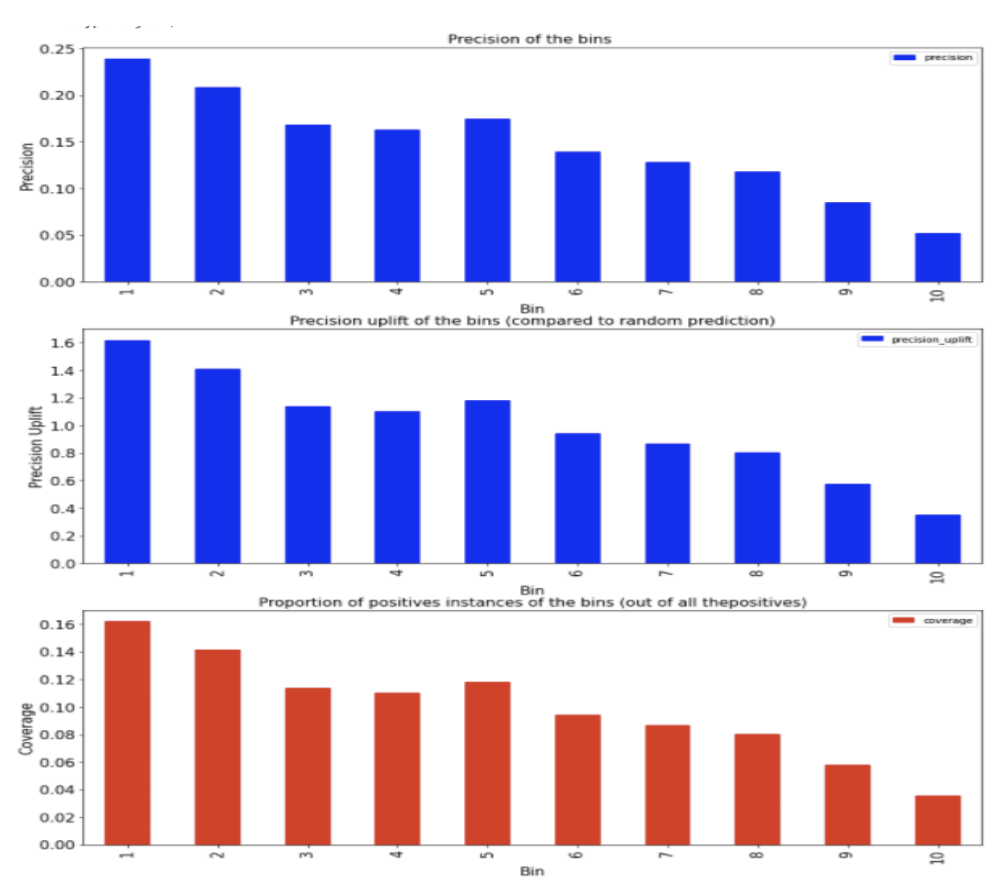 Precision of the bins
precision
Precision
0.25
0.20
0.15
0.10
0.05
0.00
1 2 3 4 5 6 7 8 9 10
Bin
Precision uplift of the bins (compared to random prediction)
precision_uplift
Precision Uplift
1.6
1.4
1.2
1.0
0.8
0.6
0.4
0.2
0.0
1 2 3 4 5 6 7 8 9 10
Bin
Proportion of positives instances of the bins (out of all thepositives)
coverage
Coverage
0.16
0.14
0.12
0.10
0.08
0.06
0.04
0.02
0.00
1 2 3 4 5 6 7 8 9 10
Bin